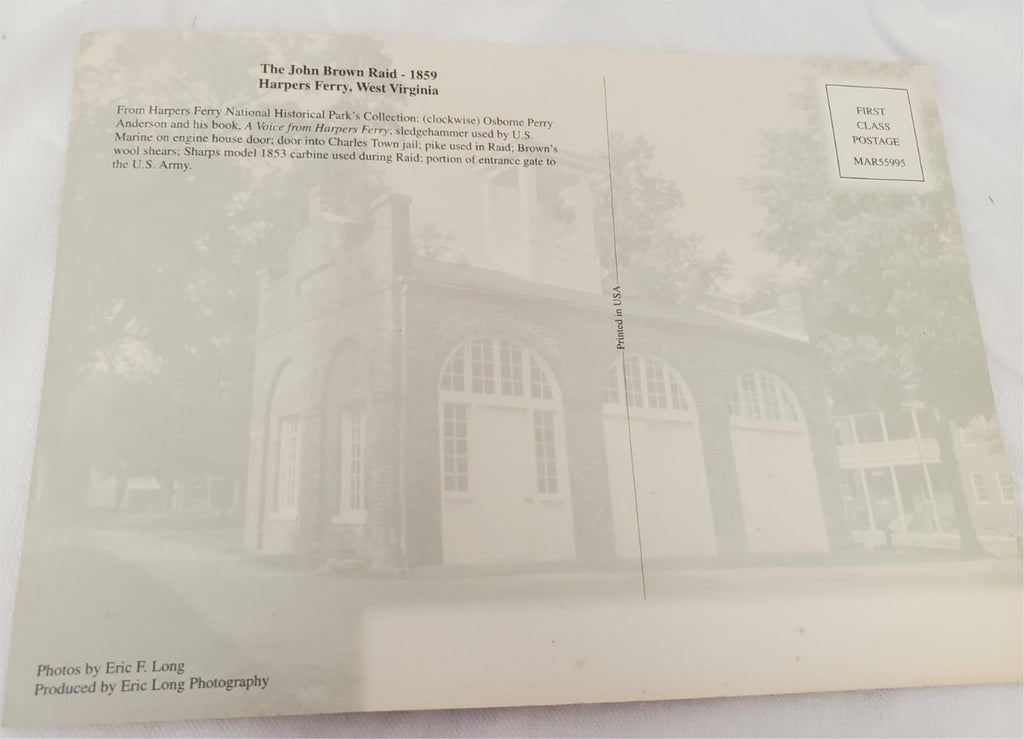 The John Brown Raid - 1859
Harpers Ferry, West Virginia
From Harpers Ferry National Historical Park's Collection: (clockwise) Osborne Perry
Anderson and his book, A Voice from Harpers Ferry; sledgehammer used by U.S.
Marine on engine house door; door into Charles Town jail; pike used in Raid; Brown's
wool shears; Sharps model 1853 carbine used during Raid; portion of entrance gate to
the U.S. Army.
FIRST
CLASS
POSTAGE
MAR55995
Printed in USA
Photos by Eric F. Long
Produced by Eric Long Photography